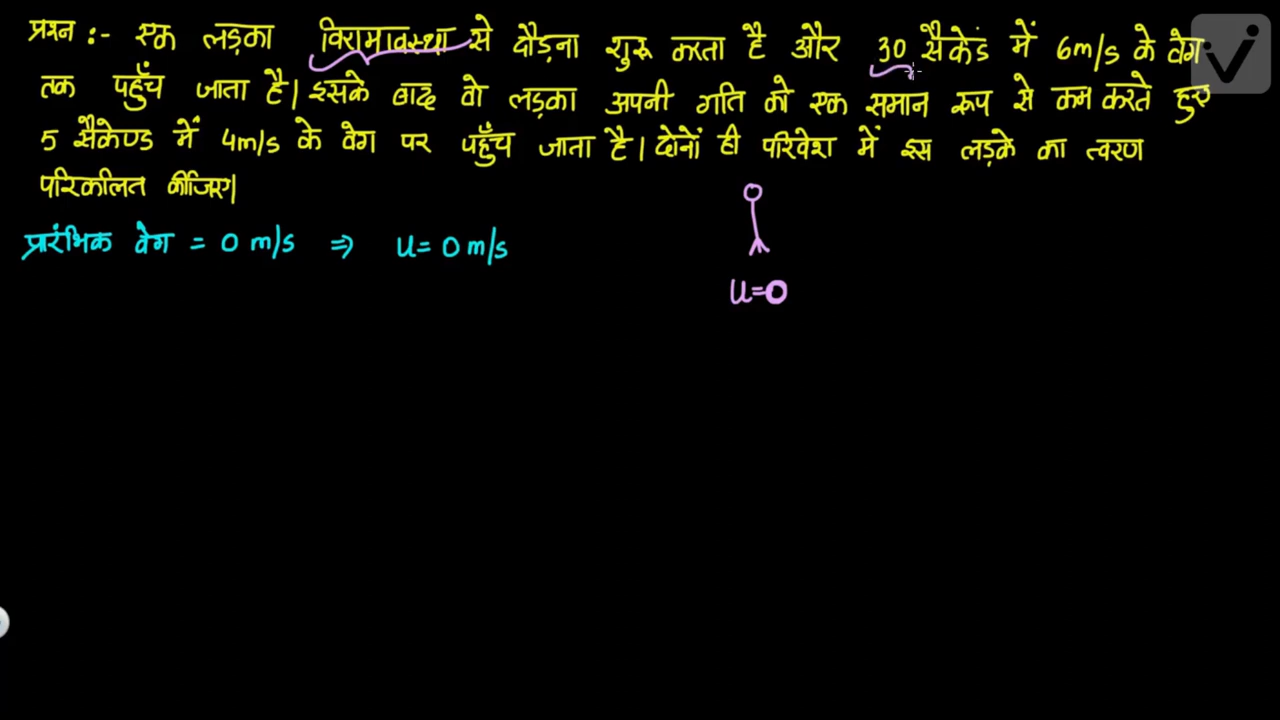 प्रश्न :- एक लड़का विरामावस्था से दौड़ना शुरू करता है और 30 सैकेडं में 6m/s के वेग
तक पहुँच जाता है। इसके बाद वो लड़का अपनी गति को एक समान रूप से कम करते हुए
5 सैकेण्ड में 4m/s के वेग पर पहुँच जाता है। दोनों ही परिवेश में इस लड़के का त्वरण
परिकलित कीजिए।
प्रारंभिक वेग = 0 m/s ⇒ u= 0 m/s
u=0